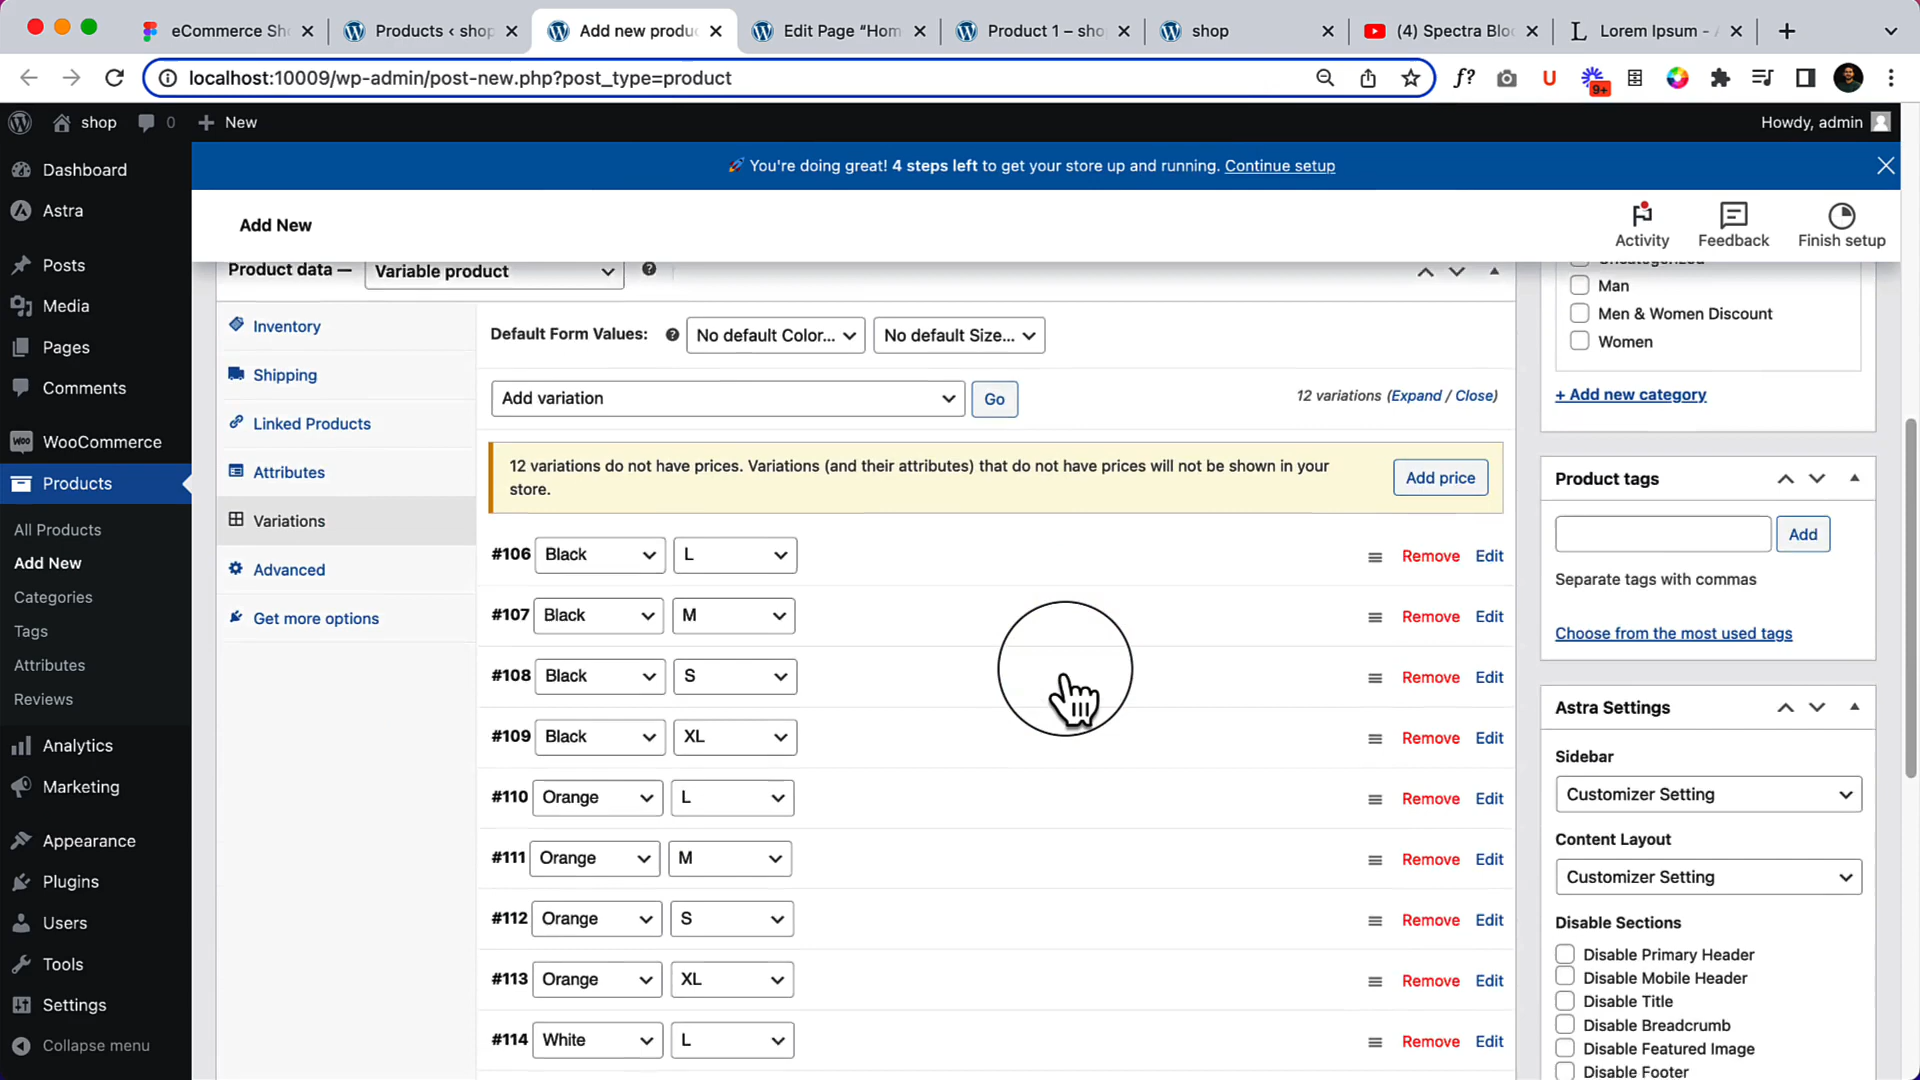 eCommerce Sh
Products ‹ shop
Add new produ
Edit Page “Hom
Product 1 – sho
shop
(4) Spectra Bloc
Lorem Ipsum - A
localhost:10009/wp-admin/post-new.php?post_type=product
f?
U
9+
shop
0
New
Howdy, admin
🚀 You're doing great! 4 steps left to get your store up and running. Continue setup
Add New
Activity
Feedback
Finish setup
Dashboard
Astra
Posts
Media
Pages
Comments
WooCommerce
Products
All Products
Add New
Categories
Tags
Attributes
Reviews
Analytics
Marketing
Appearance
Plugins
Users
Tools
Settings
Collapse menu
Product data —
Variable product
Inventory
Shipping
Linked Products
Attributes
Variations
Advanced
Get more options
Default Form Values:
No default Color...
No default Size...
Add variation
Go
12 variations (Expand / Close)
12 variations do not have prices. Variations (and their attributes) that do not have prices will not be shown in your
store.
Add price
#106 Black L Remove Edit
#107 Black M Remove Edit
#108 Black S Remove Edit
#109 Black XL Remove Edit
#110 Orange L Remove Edit
#111 Orange M Remove Edit
#112 Orange S Remove Edit
#113 Orange XL Remove Edit
#114 White L Remove Edit
Uncategorized
Man
Men & Women Discount
Women
+ Add new category
Product tags
Add
Separate tags with commas
Choose from the most used tags
Astra Settings
Sidebar
Customizer Setting
Content Layout
Customizer Setting
Disable Sections
Disable Primary Header
Disable Mobile Header
Disable Title
Disable Breadcrumb
Disable Featured Image
Disable Footer